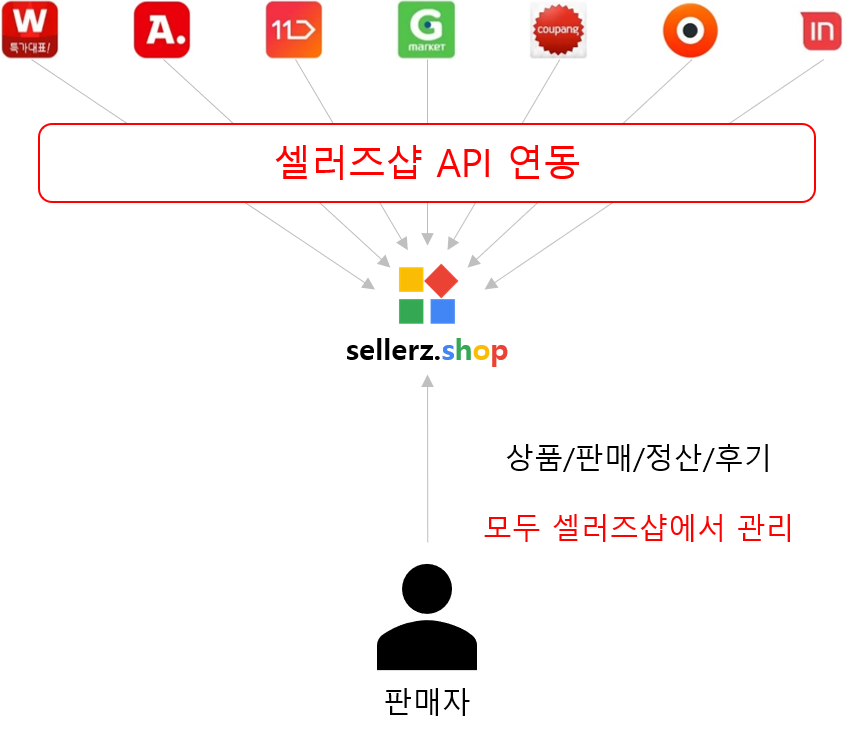 W
특가대표!
A.
11
G
market
coupang
in
셀러즈샵 API 연동
sellerz.shop
상품/판매/정산/후기
모두 셀러즈샵에서 관리
판매자